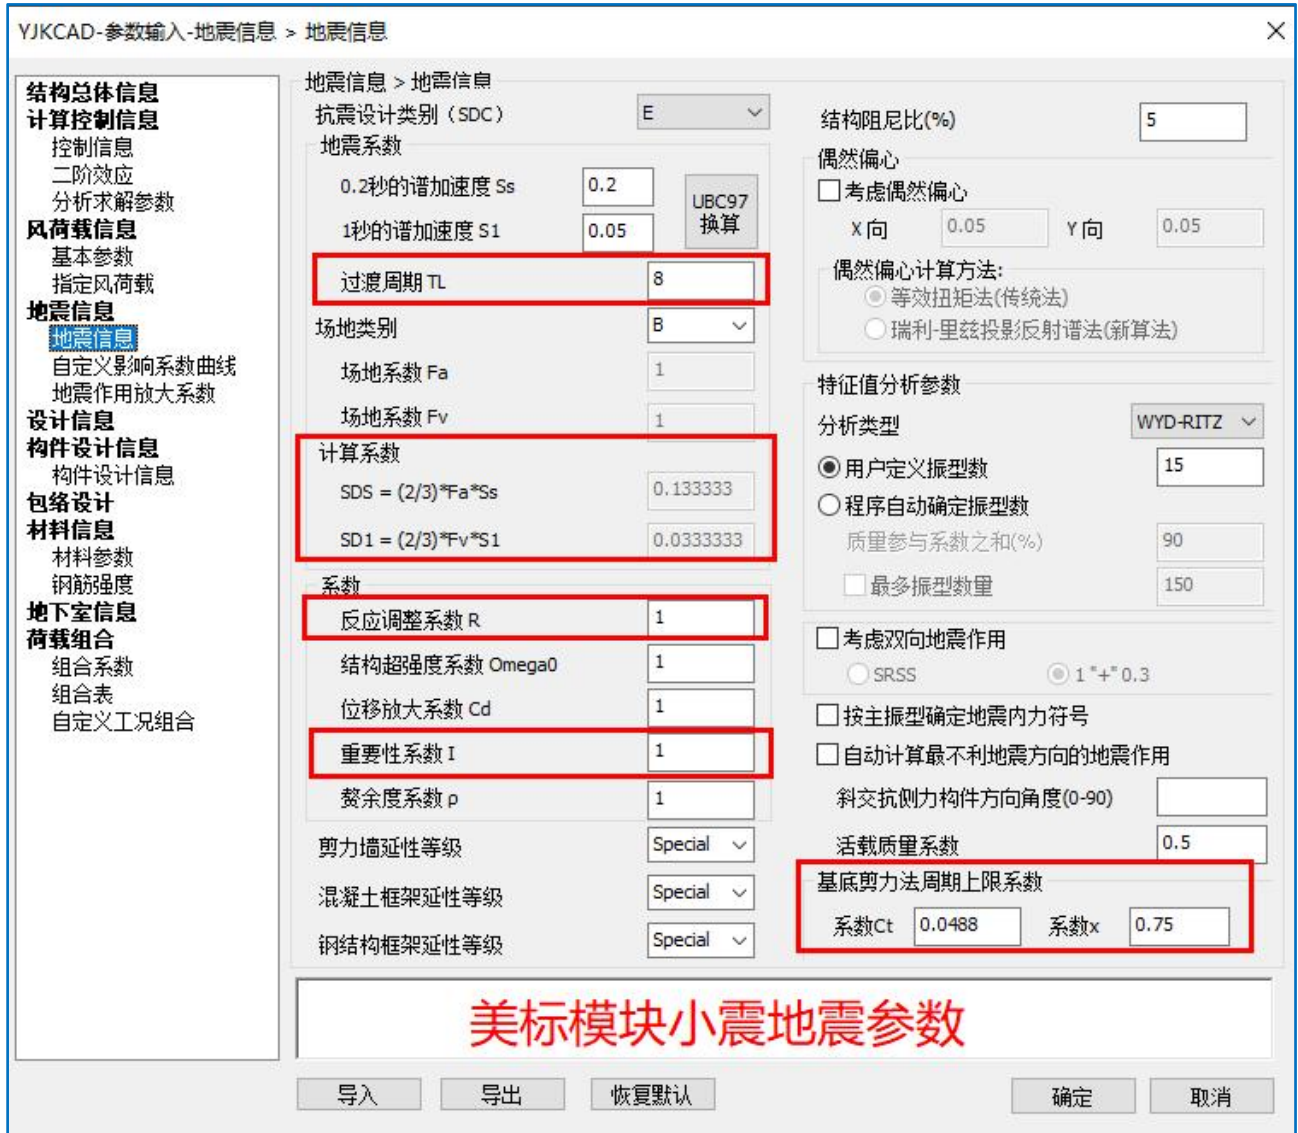 YJKCAD-参数输入-地震信息 > 地震信息
结构总体信息
计算控制信息
控制信息
二阶效应
分析求解参数
风荷载信息
基本参数
指定风荷载
地震信息
地震信息
自定义影响系数曲线
地震作用放大系数
设计信息
构件设计信息
构件设计信息
包络设计
材料信息
材料参数
钢筋强度
地下室信息
荷载组合
组合系数
组合表
自定义工况组合
地震信息 > 地震信息
抗震设计类别（SDC） E
地震系数
0.2秒的谱加速度 Ss 0.2
1秒的谱加速度 S1 0.05
UBC97
换算
过渡周期 TL 8
场地类别 B
场地系数 Fa 1
场地系数 Fv 1
计算系数
SDS = (2/3)*Fa*Ss 0.133333
SD1 = (2/3)*Fv*S1 0.0333333
系数
反应调整系数 R 1
结构超强度系数 Omega0 1
位移放大系数 Cd 1
重要性系数 I 1
赘余度系数 ρ 1
剪力墙延性等级 Special
混凝土框架延性等级 Special
钢结构框架延性等级 Special
结构阻尼比(%) 5
偶然偏心
考虑偶然偏心
X 向 0.05 Y 向 0.05
偶然偏心计算方法:
等效扭矩法(传统法)
瑞利-里兹投影反射谱法(新算法)
特征值分析参数
分析类型 WYD-RITZ
用户定义振型数 15
程序自动确定振型数
质量参与系数之和(%) 90
最多振型数量 150
考虑双向地震作用
SRSS 1 "+" 0.3
按主振型确定地震内力符号
自动计算最不利地震方向的地震作用
斜交抗侧力构件方向角度(0-90)
活载质量系数 0.5
基底剪力法周期上限系数
系数Ct 0.0488 系数x 0.75
美标模块小震地震参数
导入 导出 恢复默认 确定 取消